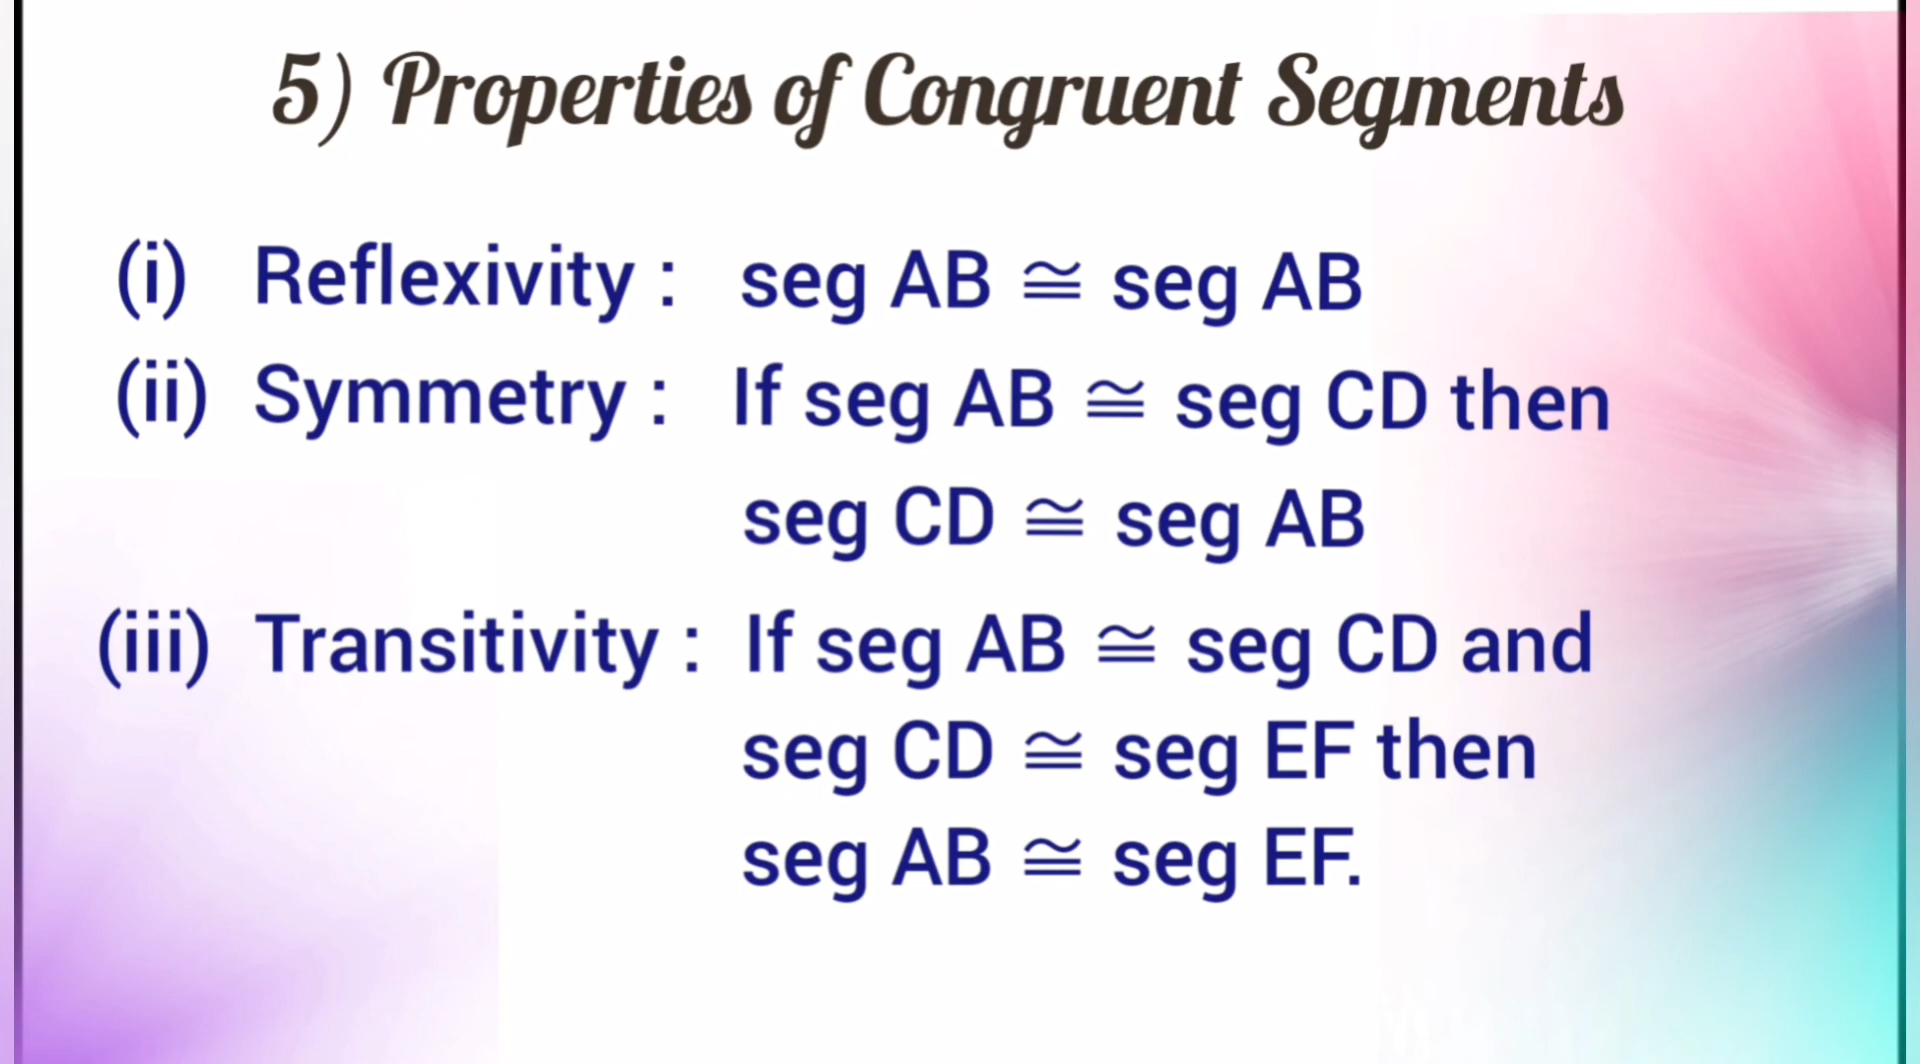 5) Properties of Congruent Segments
(i) Reflexivity : seg AB ≅ seg AB
(ii) Symmetry : If seg AB ≅ seg CD then
seg CD ≅ seg AB
(iii) Transitivity : If seg AB ≅ seg CD and
seg CD ≅ seg EF then
seg AB ≅ seg EF.